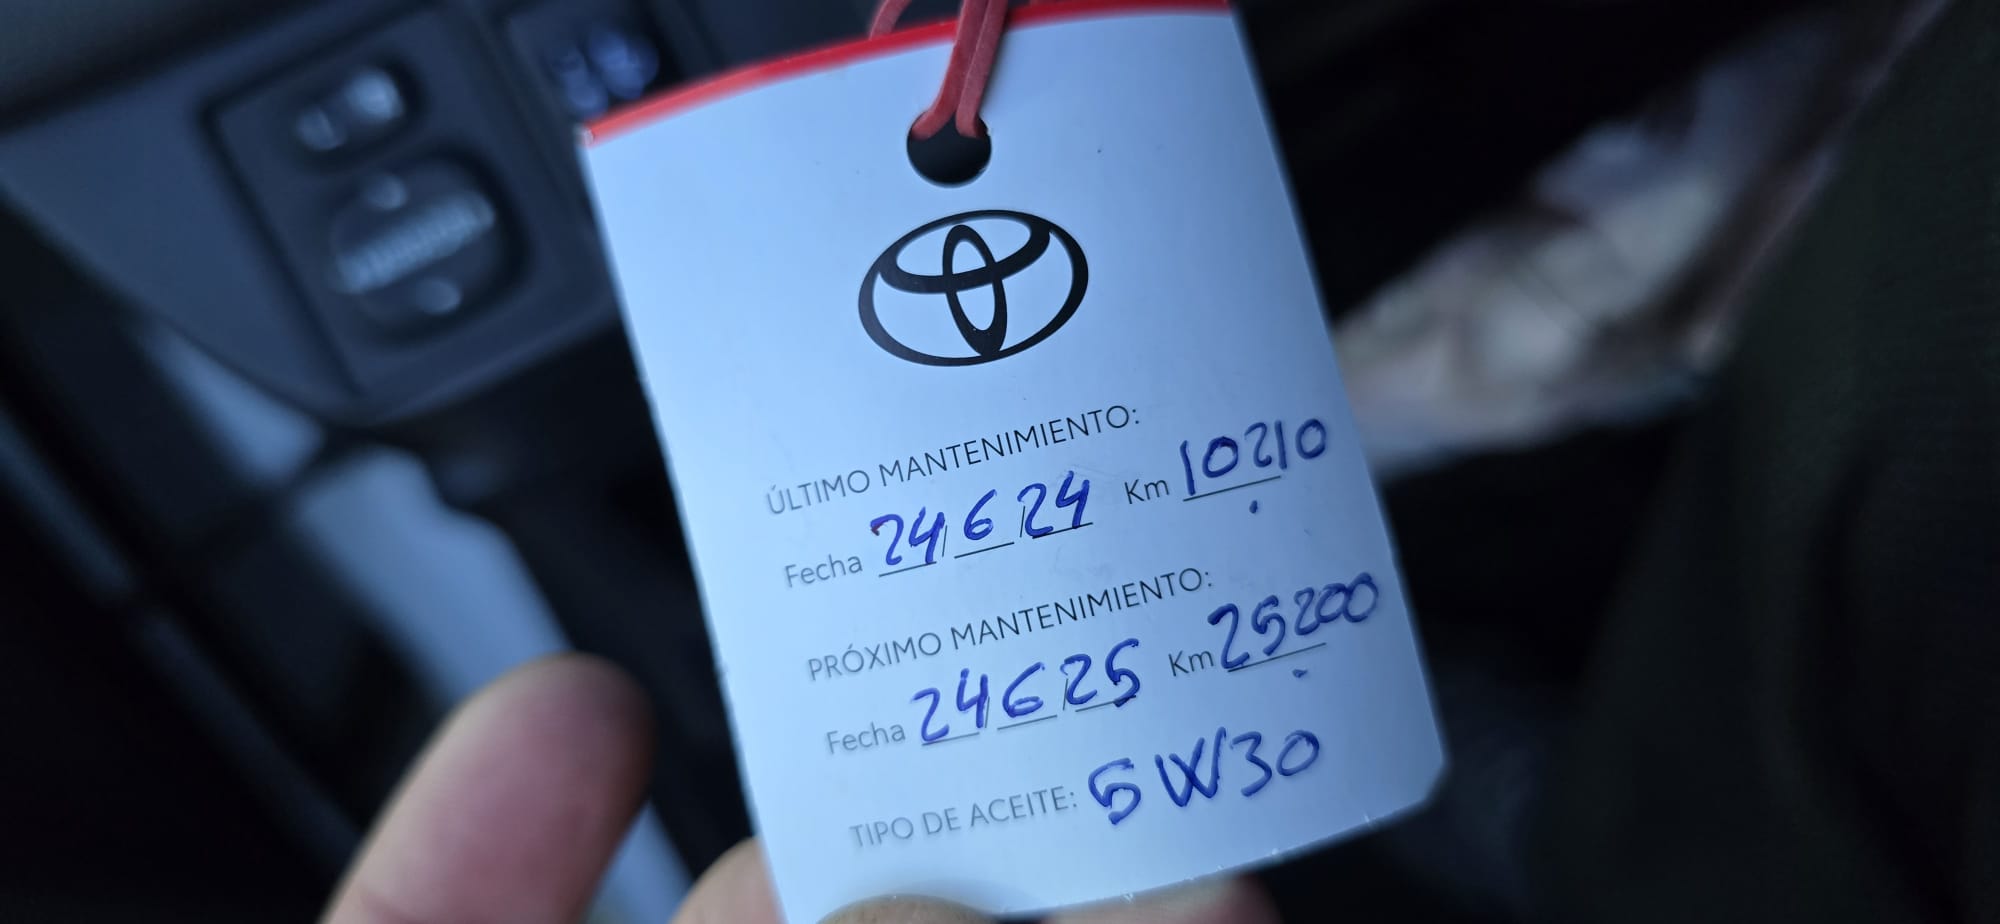 ÚLTIMO MANTENIMIENTO:
Fecha 24/6/24 Km 10210
PRÓXIMO MANTENIMIENTO:
Fecha 24/6/25 Km 25200
TIPO DE ACEITE: 5W30